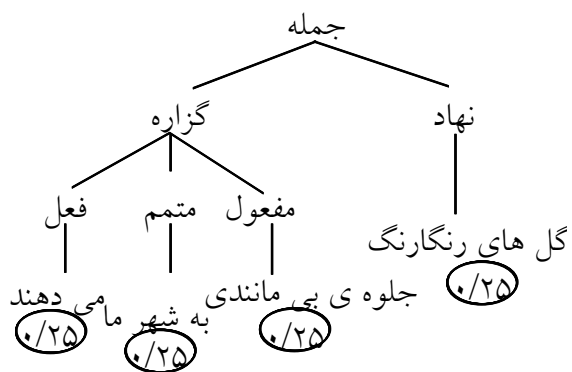 جمله
نهاد
گزاره
مفعول
متمم
فعل
گل های رنگارنگ
۰/۲۵
جلوه ی بی مانندی
۰/۲۵
به شهر ما
۰/۲۵
می دهند
۰/۲۵